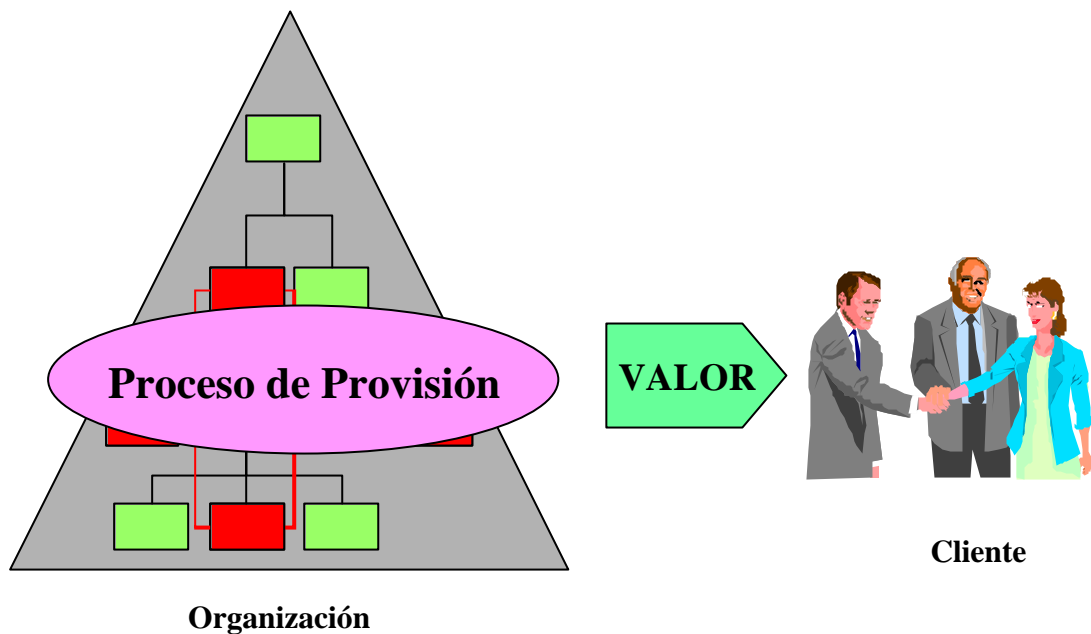 Proceso de Provisión
VALOR
Cliente
Organización